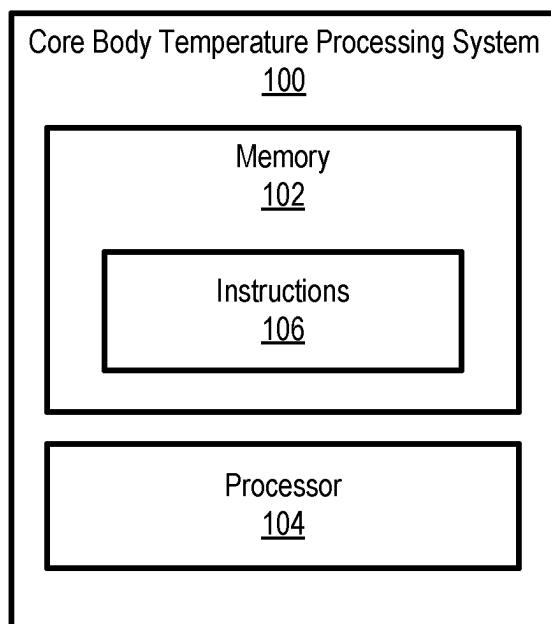 Core Body Temperature Processing System
100
Memory
102
Instructions
106
Processor
104